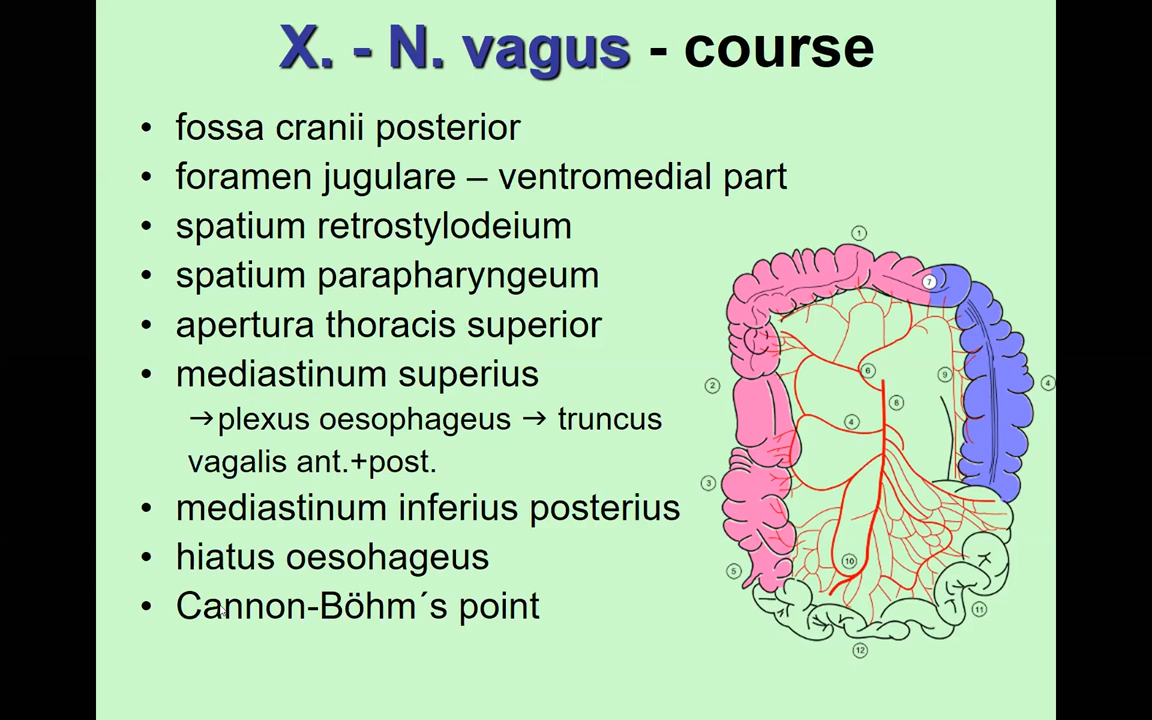 X. - N. vagus - course
• fossa cranii posterior
• foramen jugulare – ventromedial part
• spatium retrostylodeium
• spatium parapharyngeum
• apertura thoracis superior
• mediastinum superius
→plexus oesophageus → truncus
vagalis ant.+post.
• mediastinum inferius posterius
• hiatus oesohageus
• Cannon-Böhm´s point
1
7
6
9
2
4
8
4
3
10
5
11
12